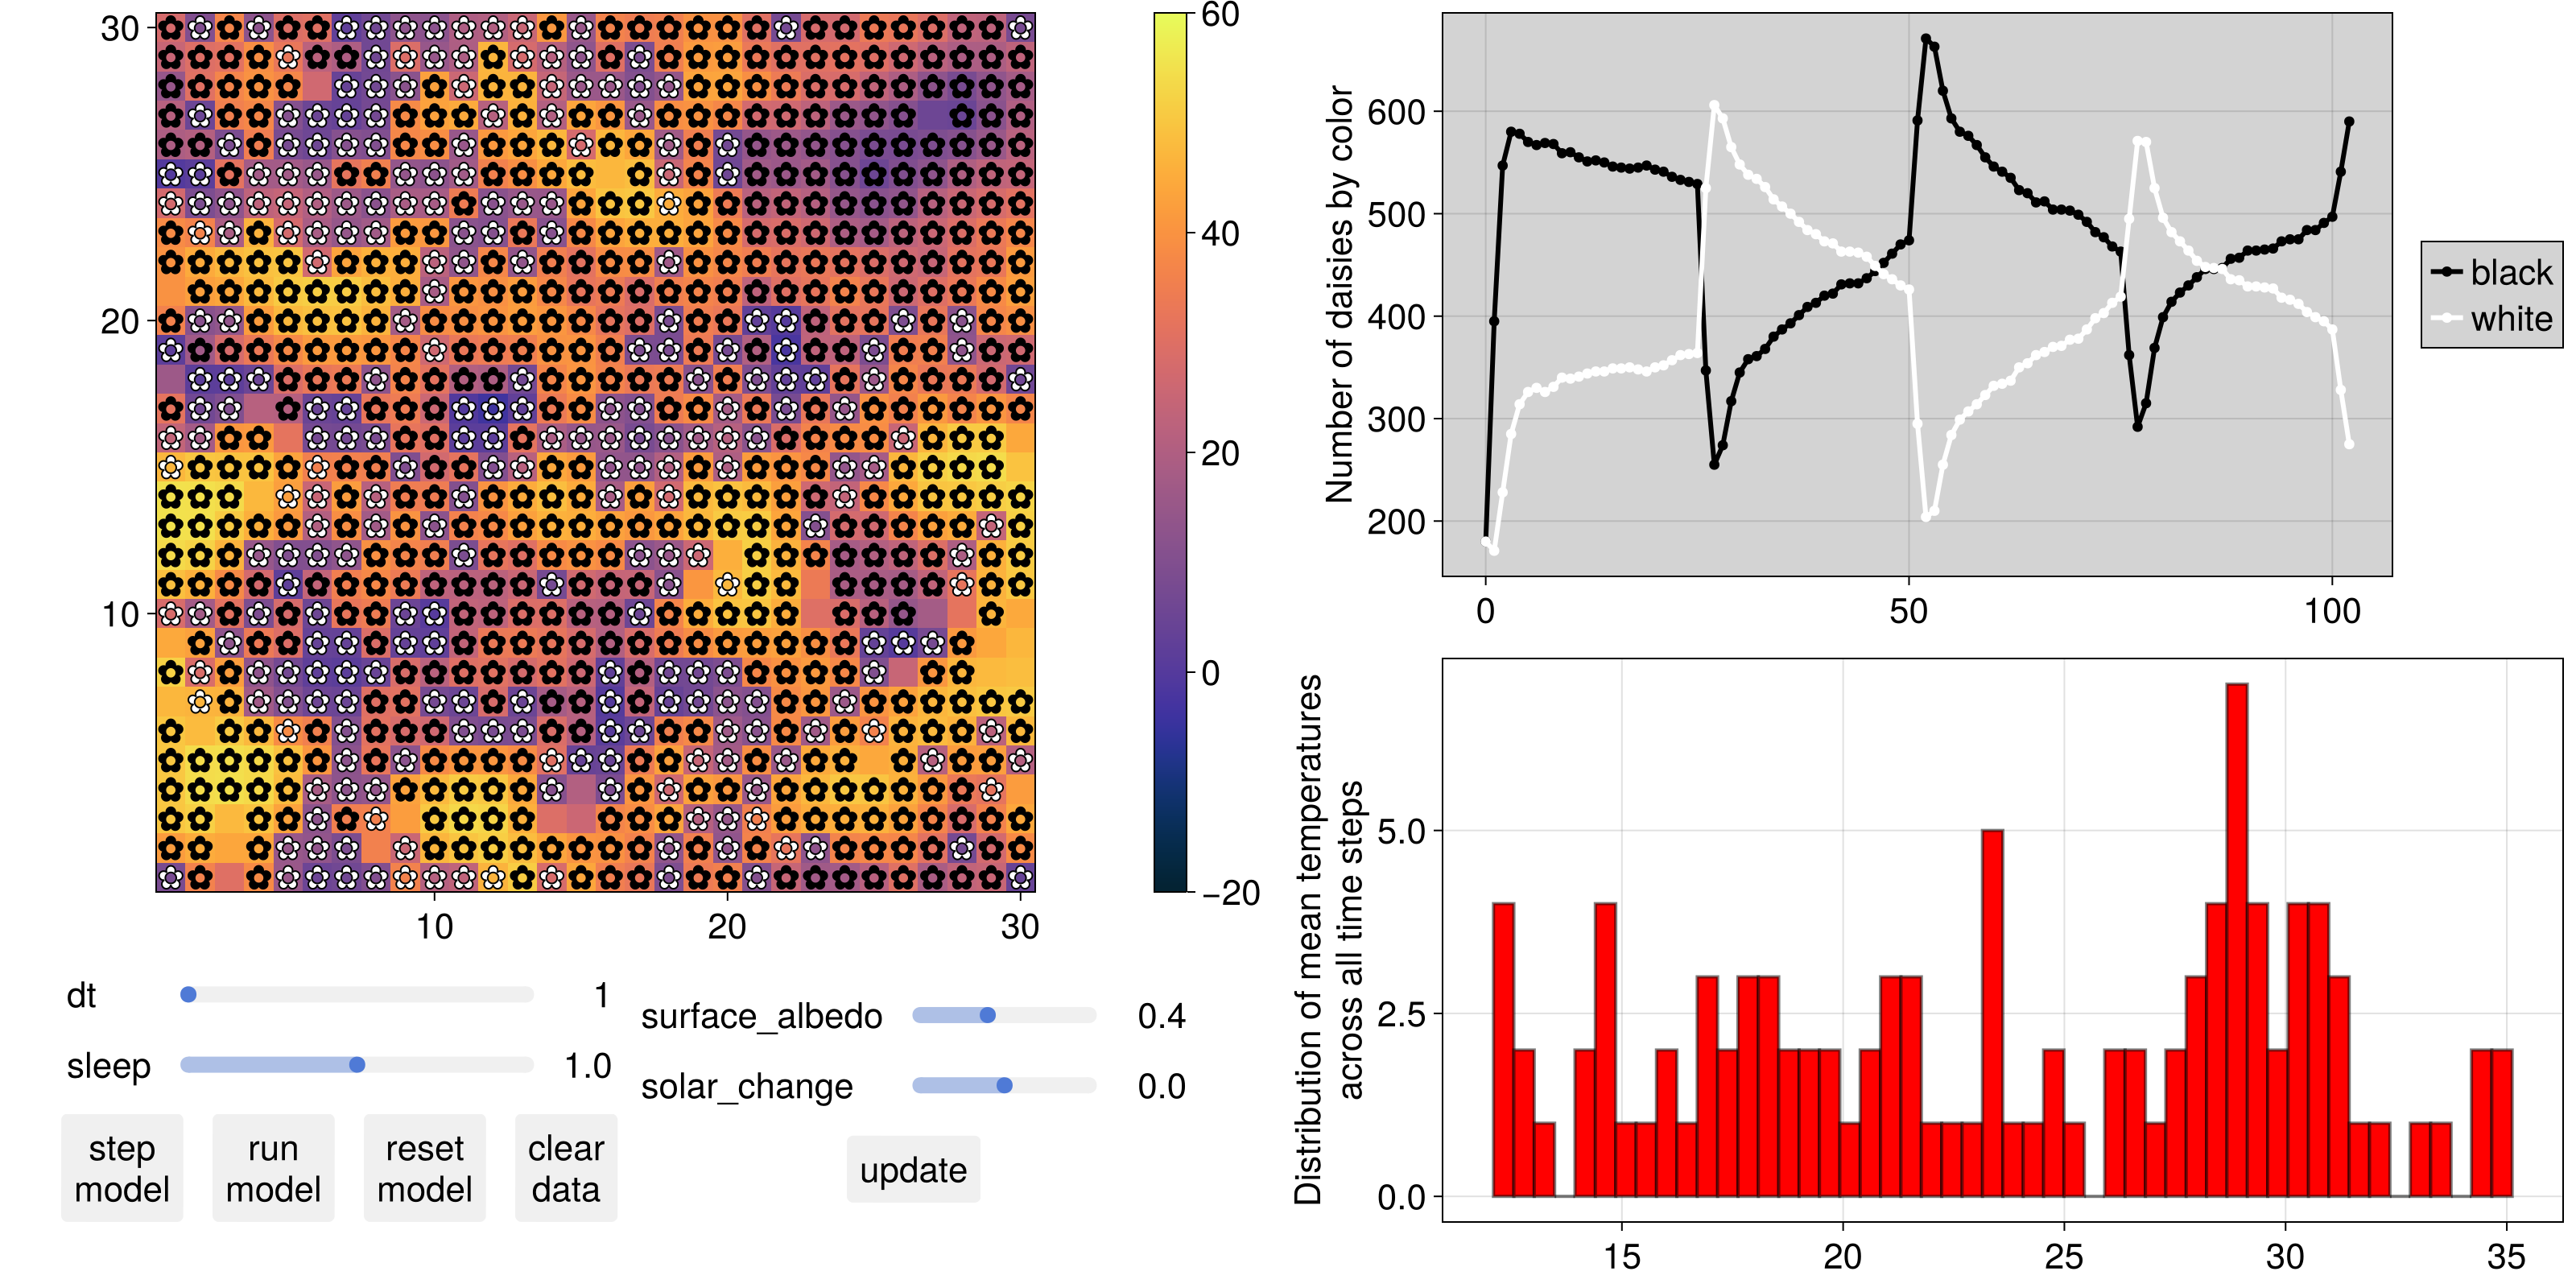 30
20
10
10
20
30
60
40
20
0
−20
dt
1
sleep
1.0
surface_albedo
0.4
solar_change
0.0
step
model
run
model
reset
model
clear
data
update
Number of daisies by color
600
500
400
300
200
0
50
100
black
white
Distribution of mean temperatures
across all time steps
5.0
2.5
0.0
15
20
25
30
35